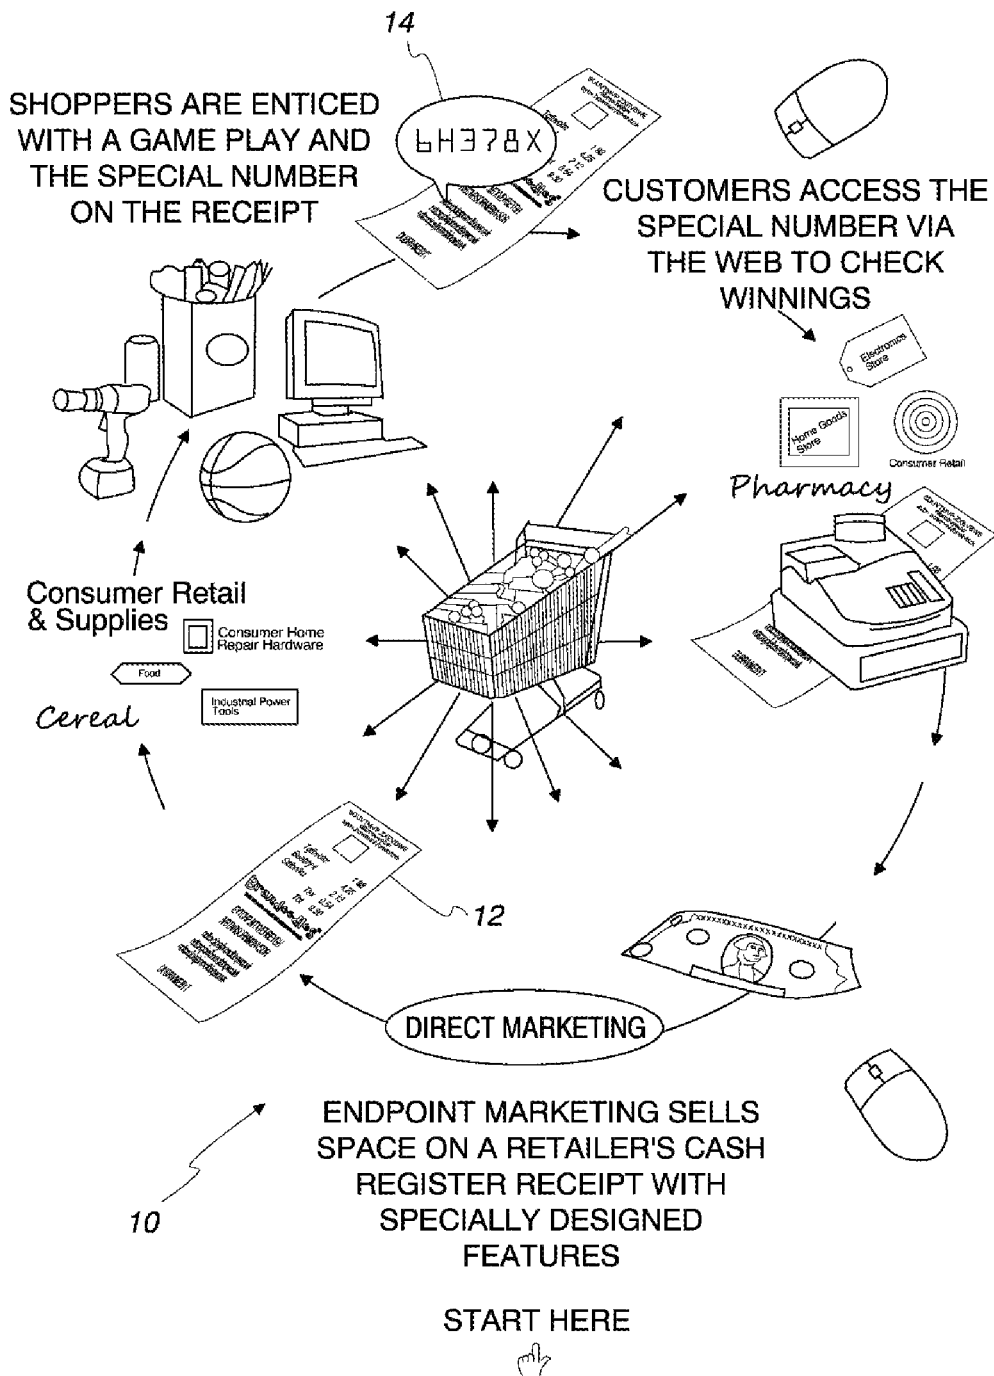 14
SHOPPERS ARE ENTICED
WITH A GAME PLAY AND
THE SPECIAL NUMBER
ON THE RECEIPT
6H378X
CUSTOMERS ACCESS THE
SPECIAL NUMBER VIA
THE WEB TO CHECK
WINNINGS
Electronics
Store
Home Goods
Store
Consumer Retail
Pharmacy
Consumer Retail
& Supplies
Consumer Home
Repair Hardware
Food
Industrial Power
Tools
Cereal
12
DIRECT MARKETING
ENDPOINT MARKETING SELLS
SPACE ON A RETAILER'S CASH
REGISTER RECEIPT WITH
SPECIALLY DESIGNED
FEATURES
10
START HERE